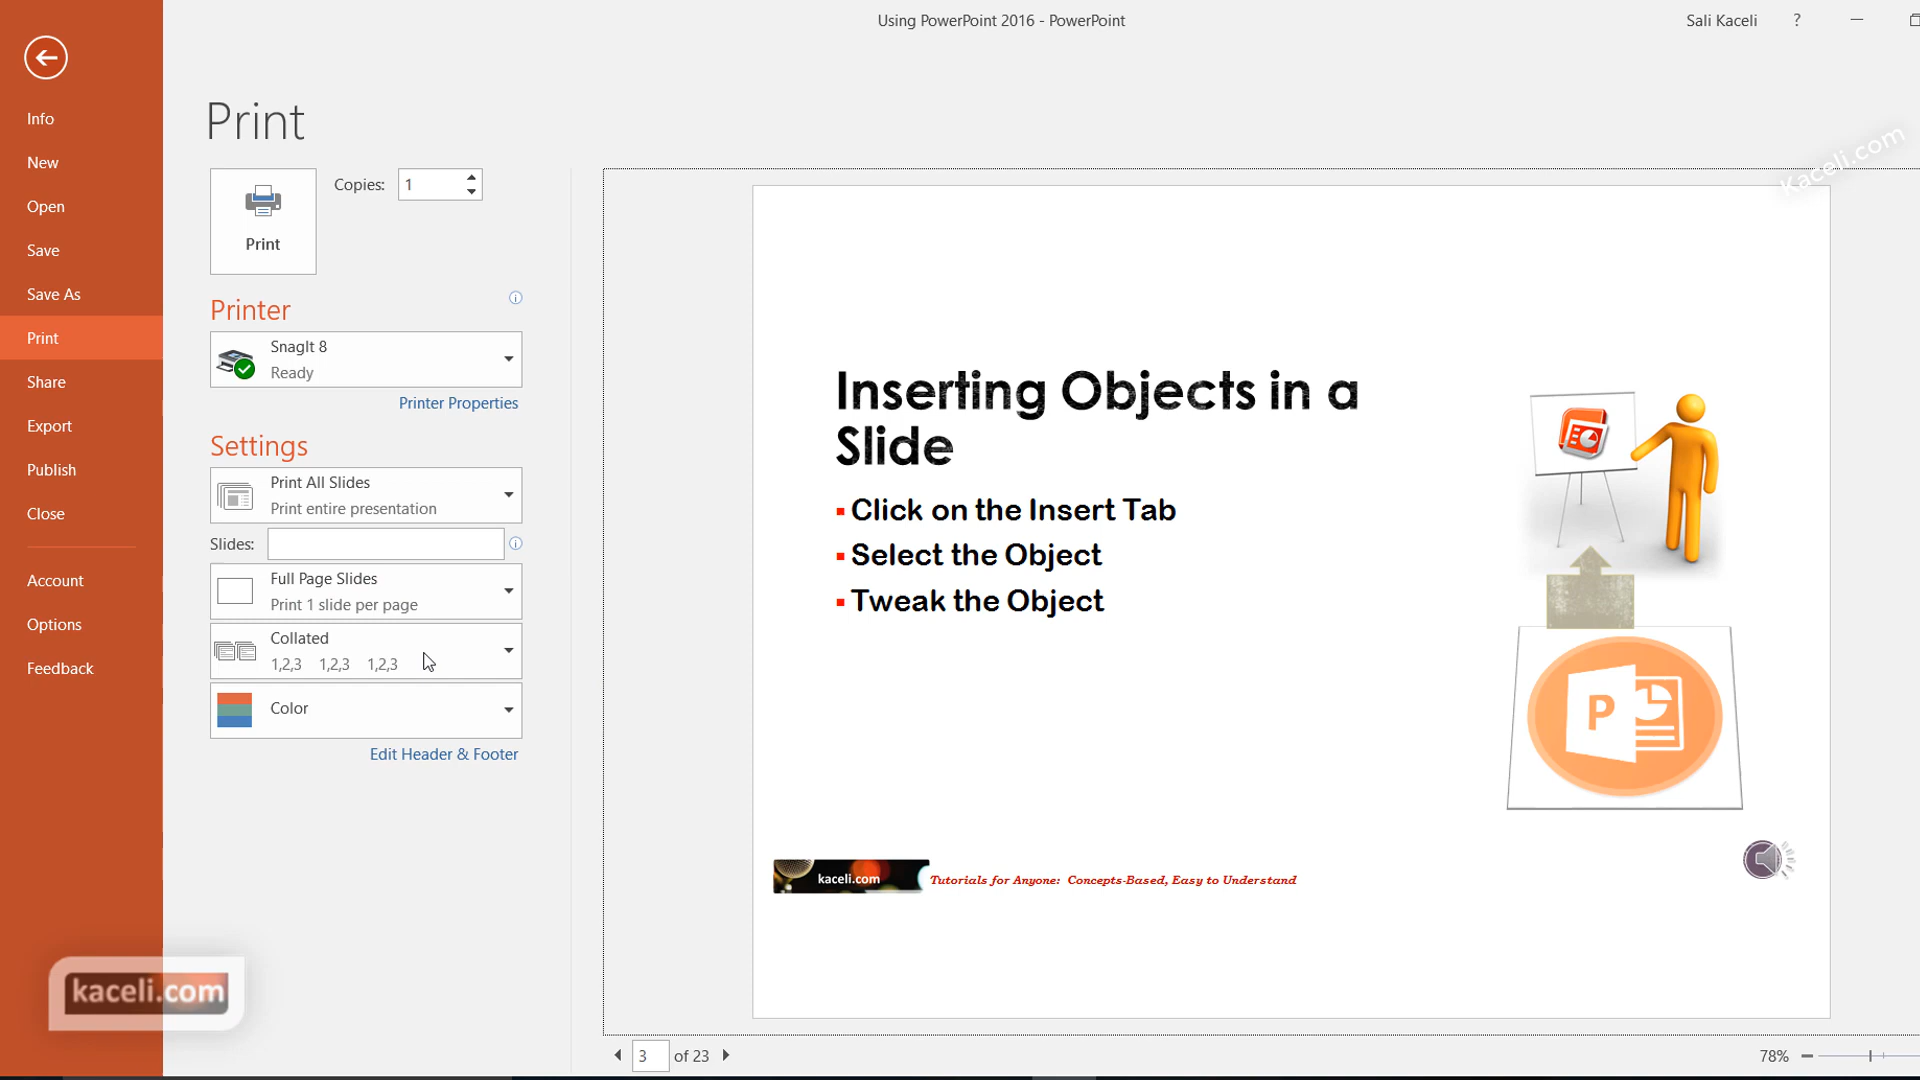 Using PowerPoint 2016 - PowerPoint
Sali Kaceli
?
Info
New
Open
Save
Save As
Print
Share
Export
Publish
Close
Account
Options
Feedback
Print
Print
Copies: 1
Printer
SnagIt 8
Ready
Printer Properties
Settings
Print All Slides
Print entire presentation
Slides:
Full Page Slides
Print 1 slide per page
Collated
1,2,3 1,2,3 1,2,3
Color
Edit Header & Footer
Kaceli.com
Inserting Objects in a
Slide
Click on the Insert Tab
Select the Object
Tweak the Object
P
kaceli.com
Tutorials for Anyone: Concepts-Based, Easy to Understand
kaceli.com
3 of 23
78%